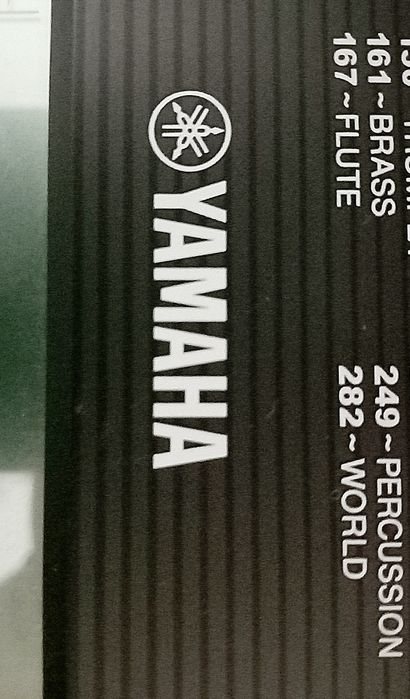 161~BRASS
167~FLUTE
249~PERCUSSION
282~WORLD
YAMAHA